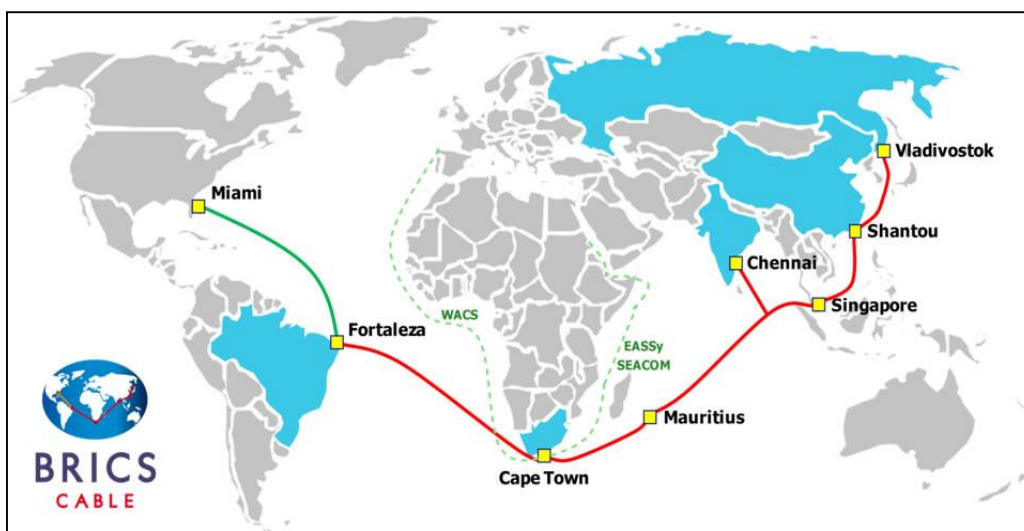 Vladivostok
Miami
Shantou
Chennai
Singapore
WACS
Fortaleza
EASSy
SEACOM
Mauritius
BRICS
CABLE
Cape Town